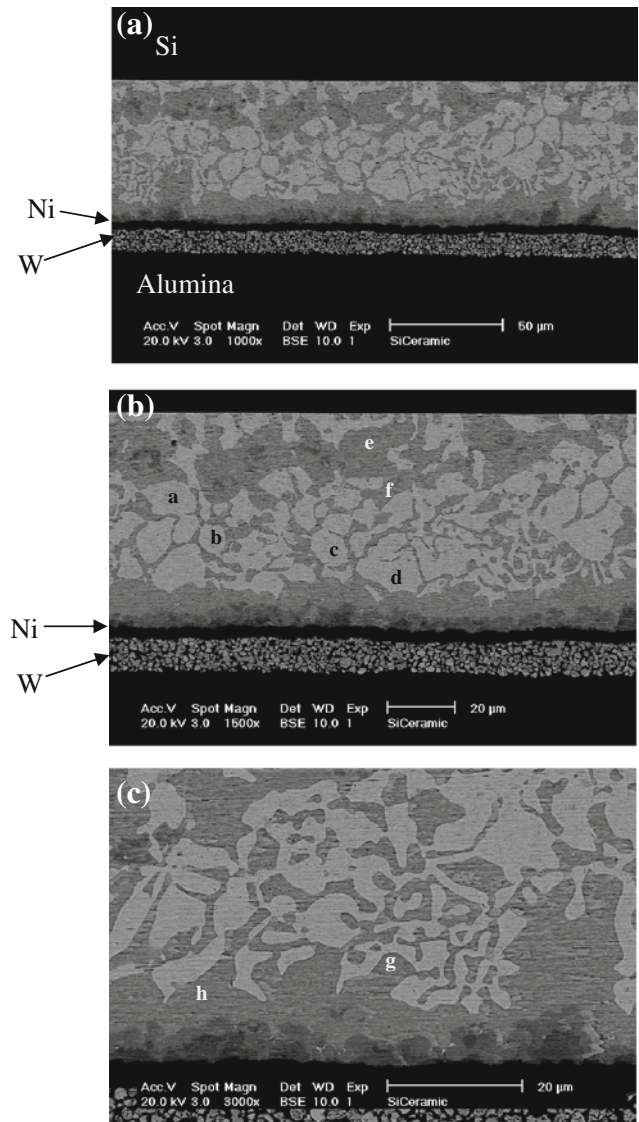 (a)
Si
Ni
W
Alumina
Acc.V Spot Magn Det WD Exp
20.0 kV 3.0 1000x BSE 10.0 1 SiCeramic
50 µm
(b)
e
a
f
b
c
d
Ni
W
Acc.V Spot Magn Det WD Exp
20.0 kV 3.0 1500x BSE 10.0 1 SiCeramic
20 µm
(c)
g
h
Acc.V Spot Magn Det WD Exp
20.0 kV 3.0 3000x BSE 10.0 1 SiCeramic
20 µm